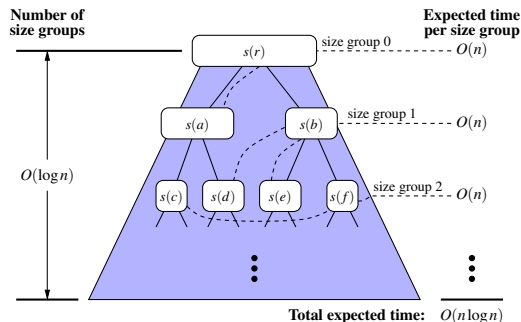 Number of size groups
Expected time per size group
s(r)
size group 0
O(n)
s(a)
s(b)
size group 1
O(n)
O(log n)
s(c)
s(d)
s(e)
s(f)
size group 2
O(n)
Total expected time: O(n log n)